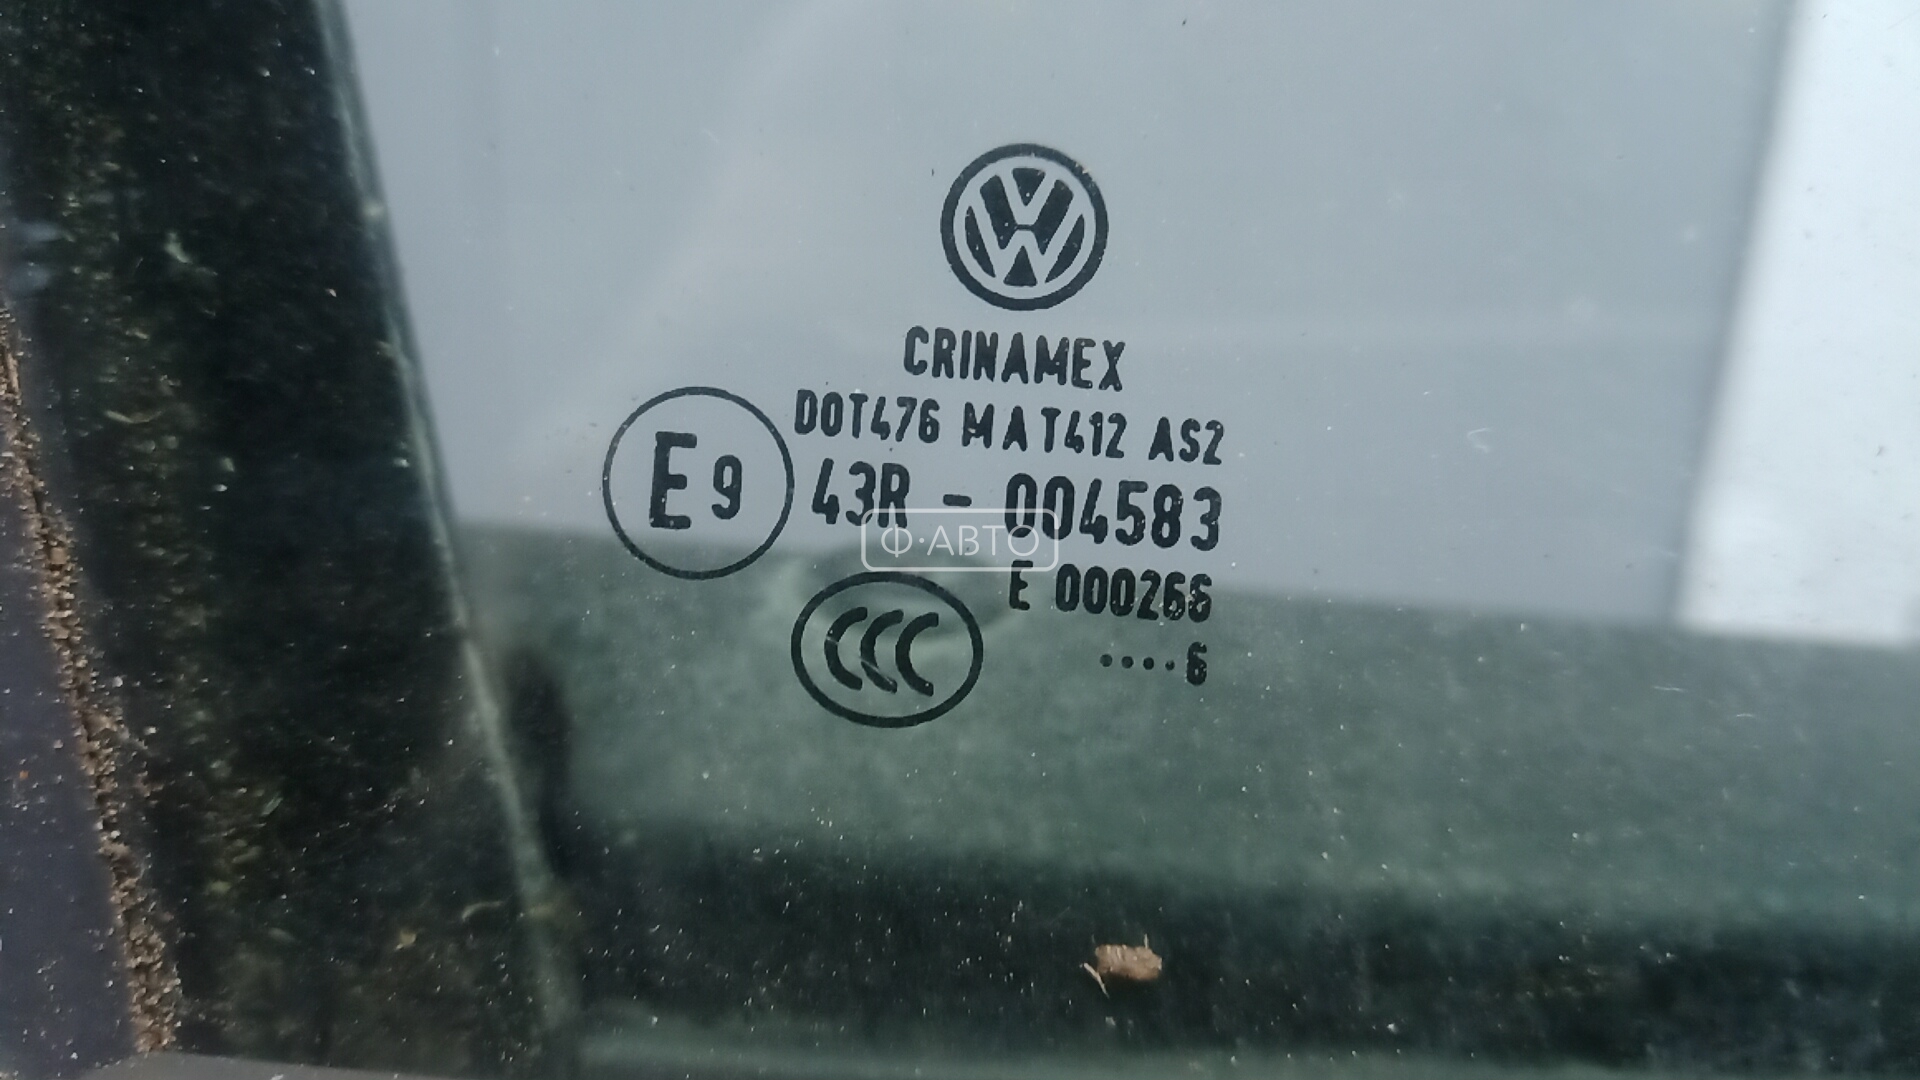 CRINAMEX
DOT476 MAT412 AS2
E9 43R - 004583
Ф·АВТО
E 000266
CCC
....6